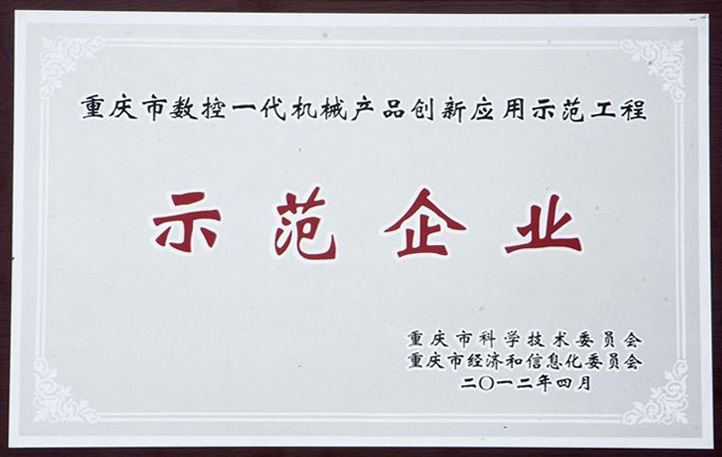 重庆市数控一代机械产品创新应用示范工程
示范企业
重庆市科学技术委员会
重庆市经济和信息化委员会
二〇一二年四月